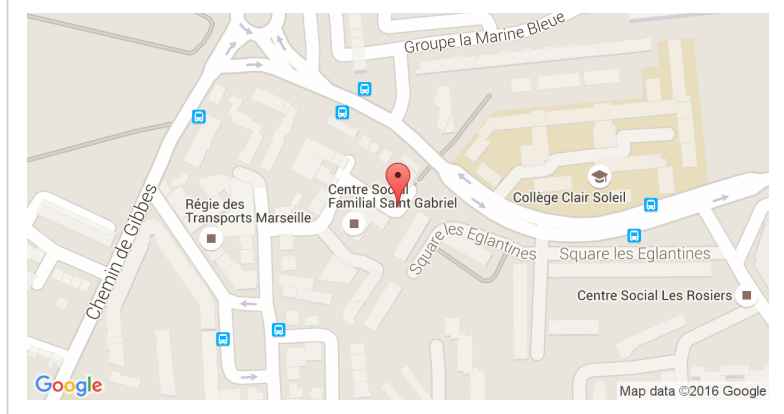 Groupe la Marine Bleue
Chemin de Gibbes
Régie des
Transports Marseille
Centre Social
Familial Saint Gabriel
Collège Clair Soleil
Square les Eglantines
Square les Eglantines
Centre Social Les Rosiers
Google
Map data ©2016 Google